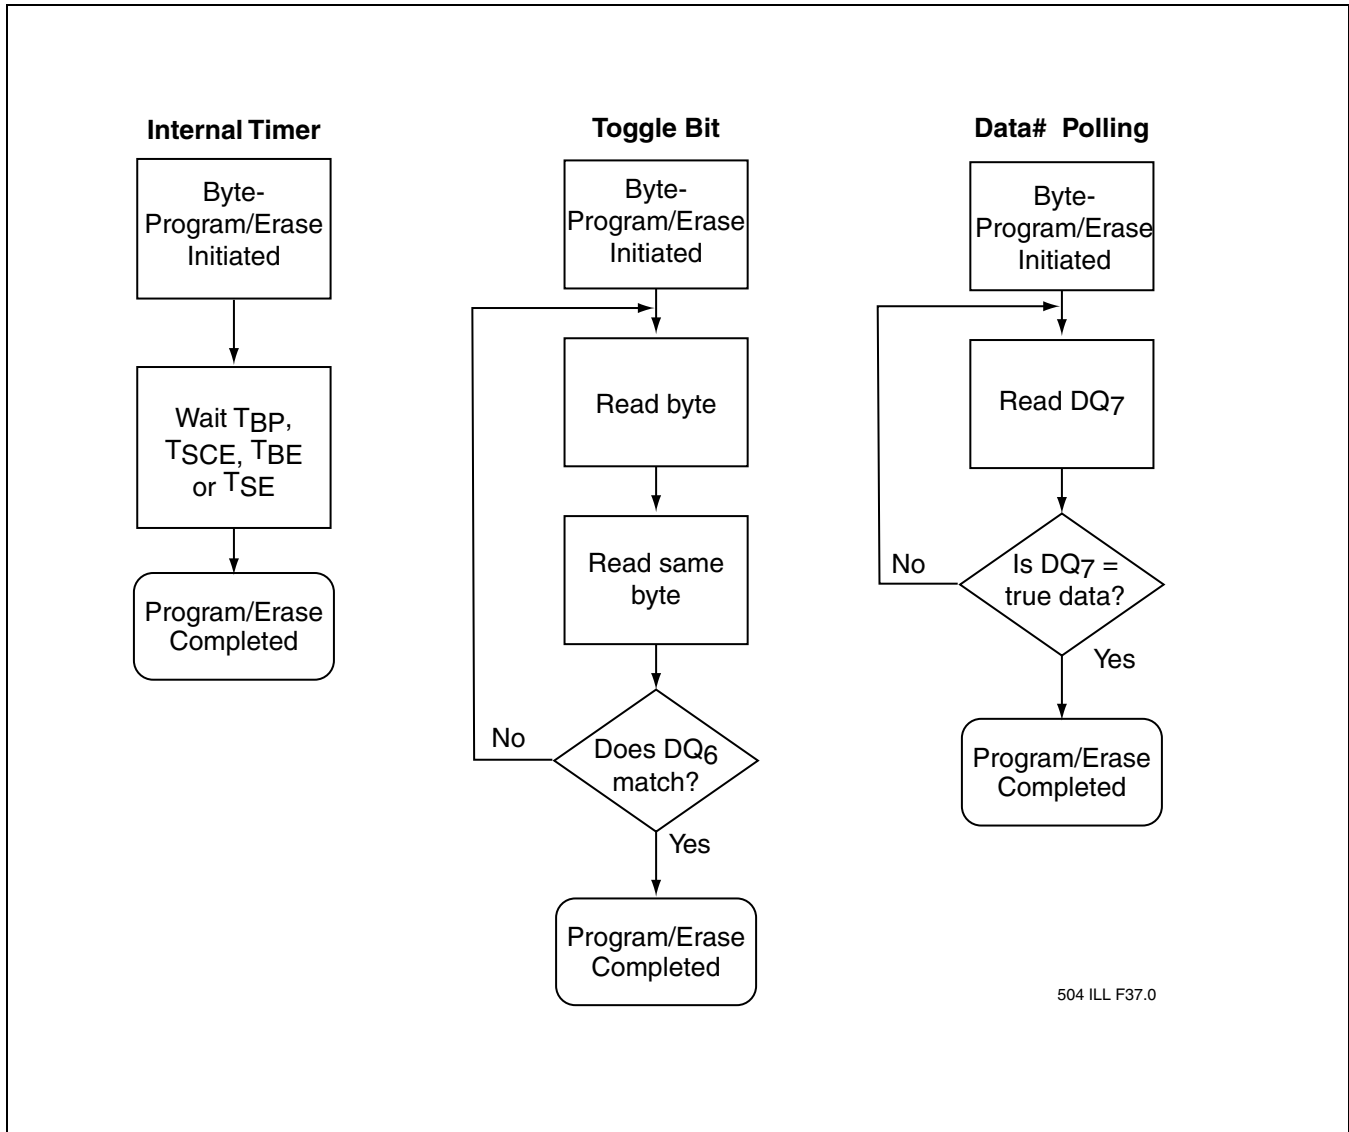 Internal Timer
Byte-
Program/Erase
Initiated
Wait TBP,
TSCE, TBE
or TSE
Program/Erase
Completed
Toggle Bit
Byte-
Program/Erase
Initiated
Read byte
Read same
byte
Does DQ6
match?
No
Yes
Program/Erase
Completed
Data# Polling
Byte-
Program/Erase
Initiated
Read DQ7
Is DQ7 =
true data?
No
Yes
Program/Erase
Completed
504 ILL F37.0